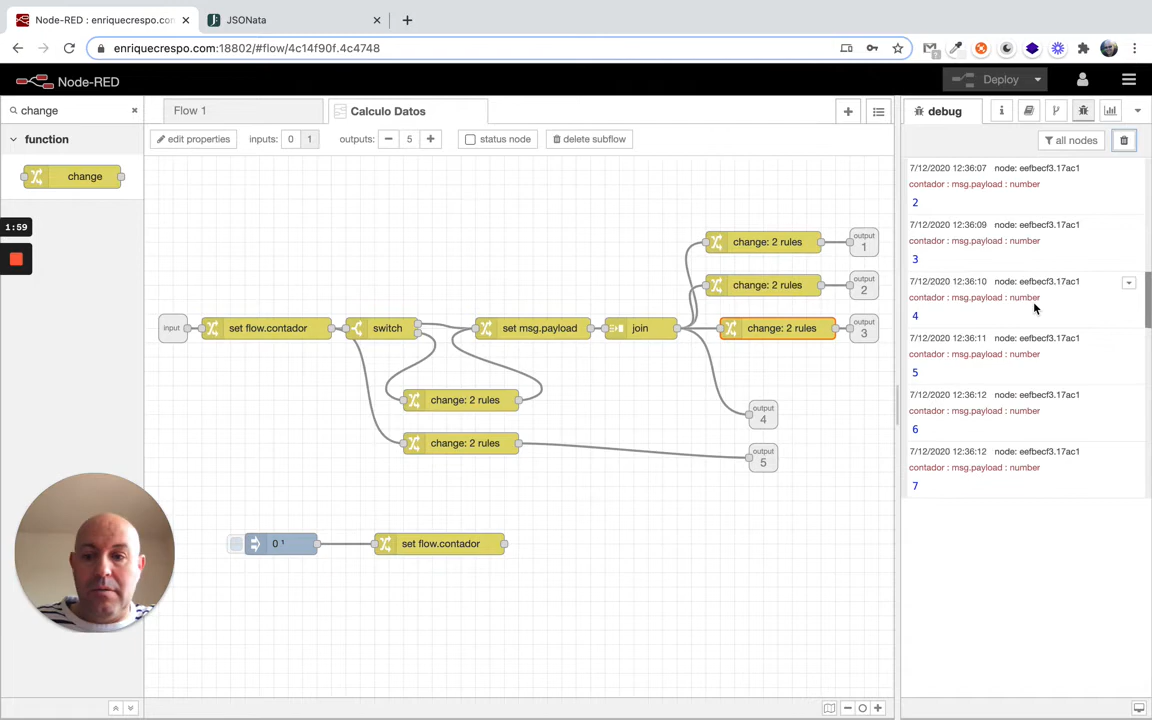 Node-RED : enriquecrespo.con
JSONata
enriquecrespo.com:18802/#flow/4c14f90f.4c4748
Node-RED
Deploy
change
Flow 1
Calculo Datos
debug
edit properties
inputs: 0 1
outputs: 5
status node
delete subflow
all nodes
function
change
1:59
input
set flow.contador
switch
set msg.payload
join
change: 2 rules
output
1
change: 2 rules
output
2
change: 2 rules
output
3
change: 2 rules
output
4
change: 2 rules
output
5
0 ¹
set flow.contador
7/12/2020 12:36:07 node: eefbecf3.17ac1
contador : msg.payload : number
2
7/12/2020 12:36:09 node: eefbecf3.17ac1
contador : msg.payload : number
3
7/12/2020 12:36:10 node: eefbecf3.17ac1
contador : msg.payload : number
4
7/12/2020 12:36:11 node: eefbecf3.17ac1
contador : msg.payload : number
5
7/12/2020 12:36:12 node: eefbecf3.17ac1
contador : msg.payload : number
6
7/12/2020 12:36:12 node: eefbecf3.17ac1
contador : msg.payload : number
7